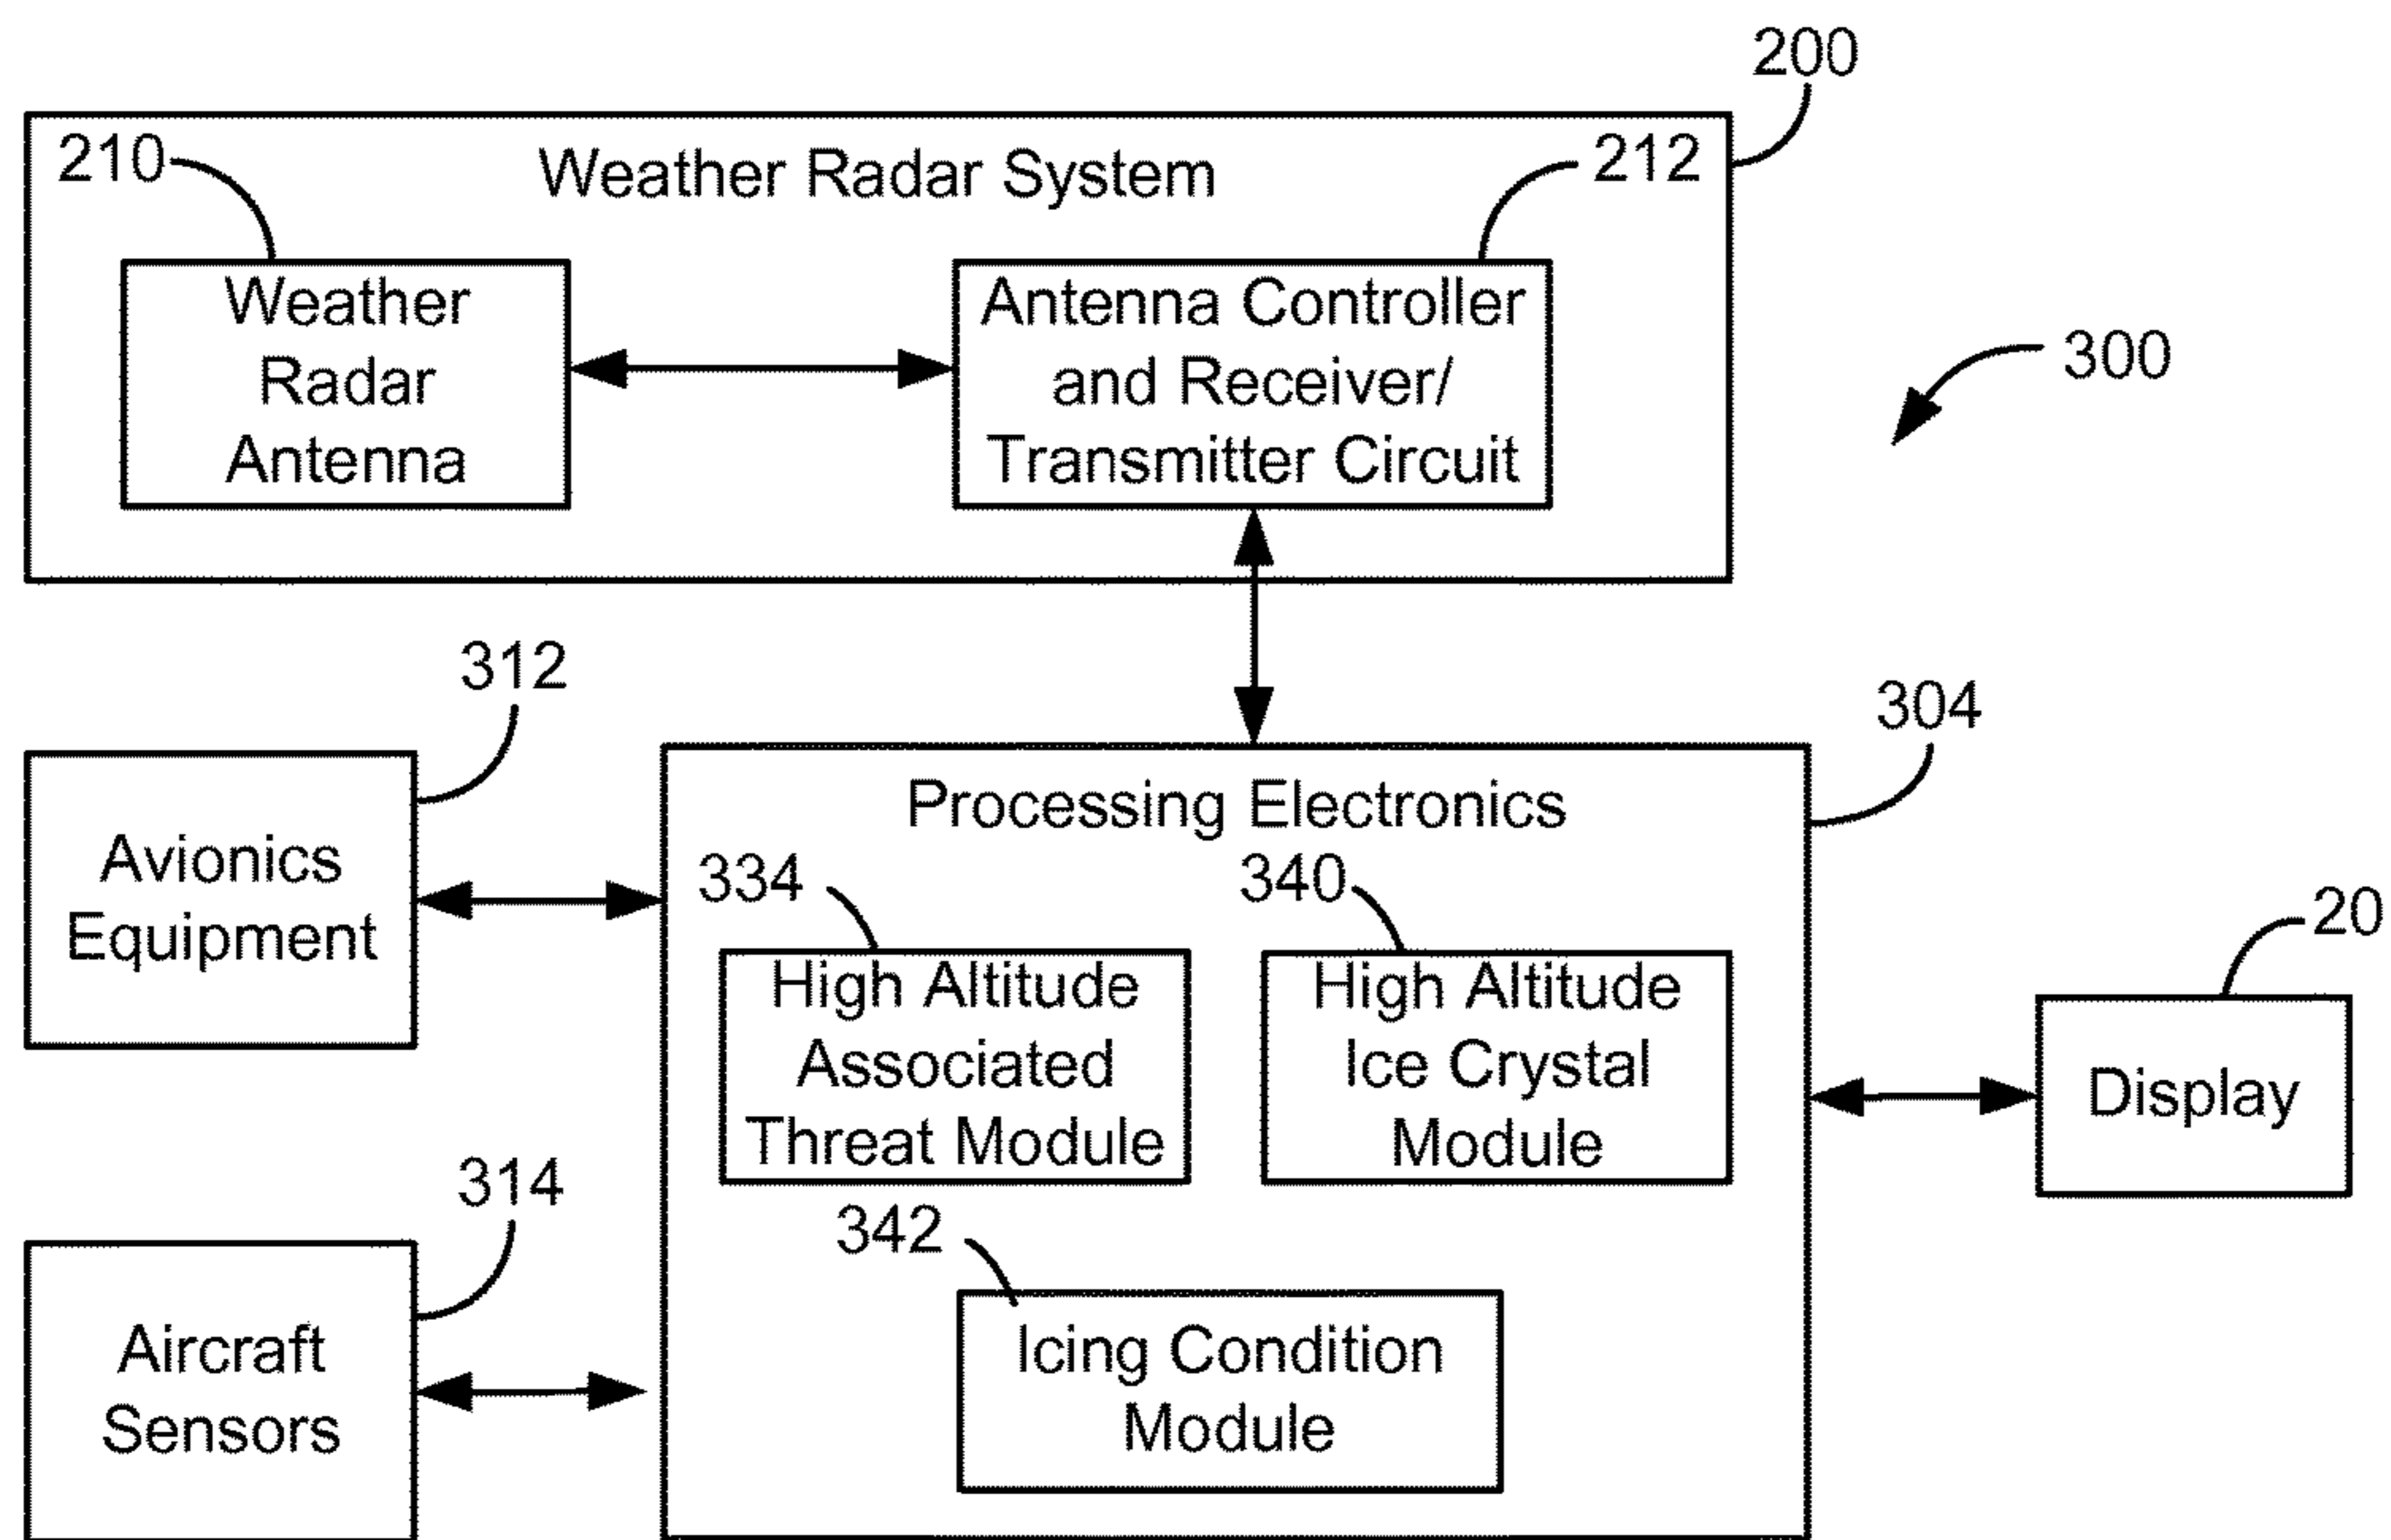 200
210
Weather Radar System
212
Weather
Radar
Antenna
Antenna Controller
and Receiver/
Transmitter Circuit
300
312
304
Avionics
Equipment
Processing Electronics
334
340
High Altitude
Associated
Threat Module
High Altitude
Ice Crystal
Module
20
Display
314
342
Aircraft
Sensors
Icing Condition
Module